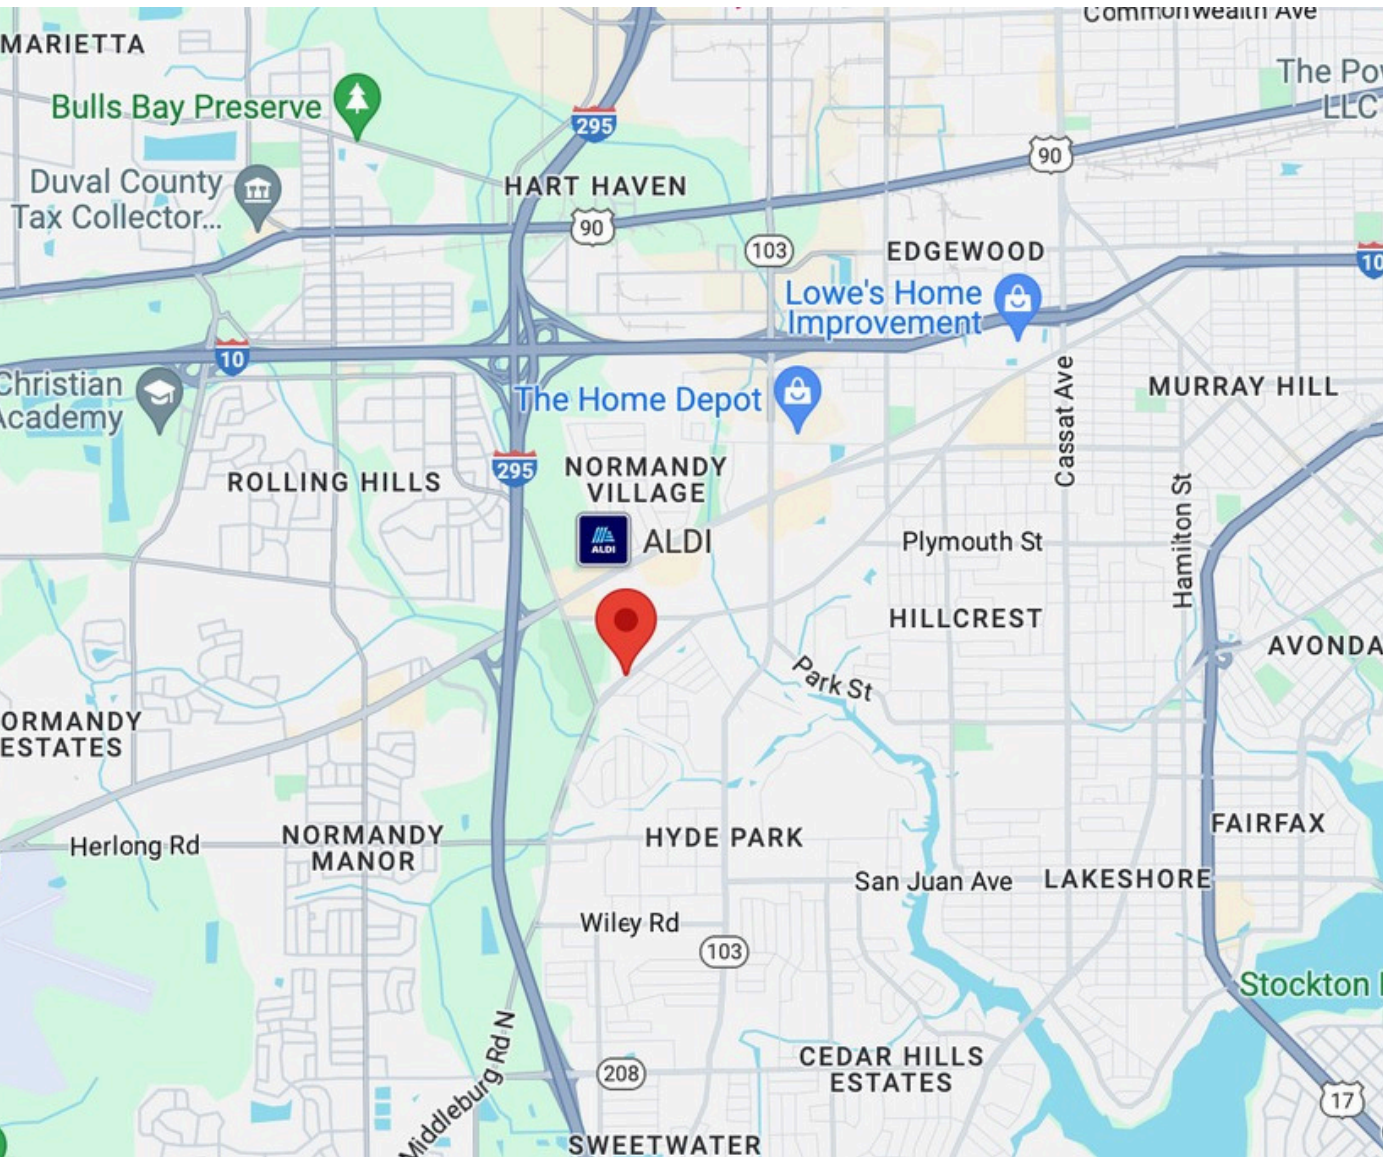 Commonwealth Ave
MARIETTA
The Pov
LLC
Bulls Bay Preserve
295
90
Duval County
Tax Collector...
HART HAVEN
90
103
EDGEWOOD
10
Lowe's Home
Improvement
10
Christian
Academy
The Home Depot
MURRAY HILL
Cassat Ave
295
NORMANDY
VILLAGE
ROLLING HILLS
ALDI
ALDI
Plymouth St
Hamilton St
HILLCREST
AVONDA
Park St
ORMANDY
ESTATES
FAIRFAX
Herlong Rd
NORMANDY
MANOR
HYDE PARK
San Juan Ave
LAKESHORE
Wiley Rd
103
Stockton
Middleburg Rd N
CEDAR HILLS
ESTATES
208
17
SWEETWATER